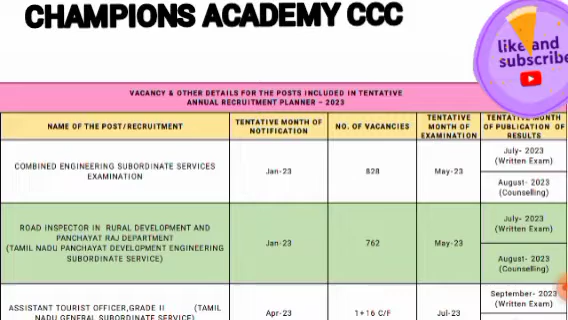 CHAMPIONS ACADEMY CCC
like and
subscribe
VACANCY & OTHER DETAILS FOR THE POSTS INCLUDED IN TENTATIVE
ANNUAL RECRUITMENT PLANNER – 2023
NAME OF THE POST/RECRUITMENT
TENTATIVE MONTH OF
NOTIFICATION
NO. OF VACANCIES
TENTATIVE
MONTH OF
EXAMINATION
TENTATIVE MONTH
OF PUBLICATION OF
RESULTS
COMBINED ENGINEERING SUBORDINATE SERVICES
EXAMINATION
Jan-23
828
May-23
July- 2023
(Written Exam)
August- 2023
(Counselling)
ROAD INSPECTOR IN RURAL DEVELOPMENT AND
PANCHAYAT RAJ DEPARTMENT
(TAMIL NADU PANCHAYAT DEVELOPMENT ENGINEERING
SUBORDINATE SERVICE)
Jan-23
762
May-23
July- 2023
(Written Exam)
August- 2023
(Counselling)
ASSISTANT TOURIST OFFICER,GRADE II (TAMIL
NADU GENERAL SUBORDINATE SERVICE)
Apr-23
1+16 C/F
Jul-23
September- 2023
(Written Exam)